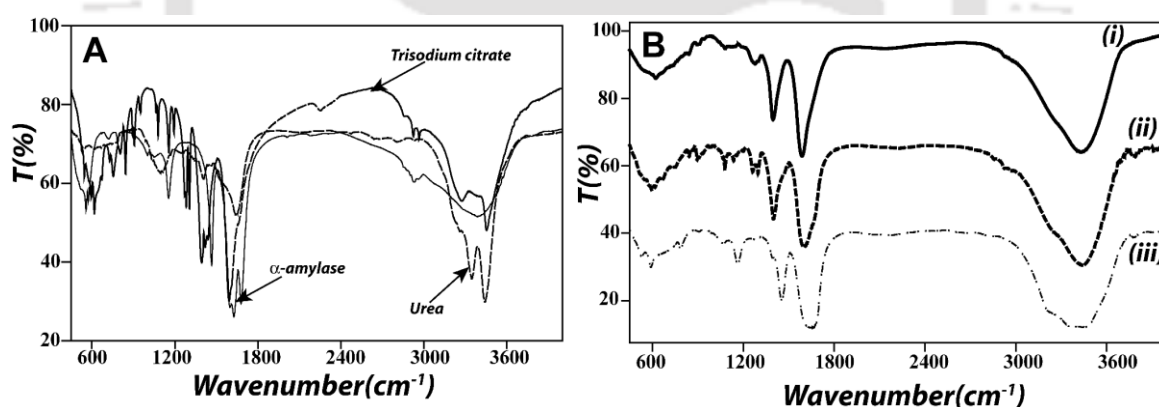 A
T(%)
100
80
60
40
20
Trisodium citrate
α-amylase
Urea
600 1200 1800 2400 3000 3600
Wavenumber(cm⁻¹)
B
T(%)
100
80
60
40
20
(i)
(ii)
(iii)
600 1200 1800 2400 3000 3600
Wavenumber(cm⁻¹)